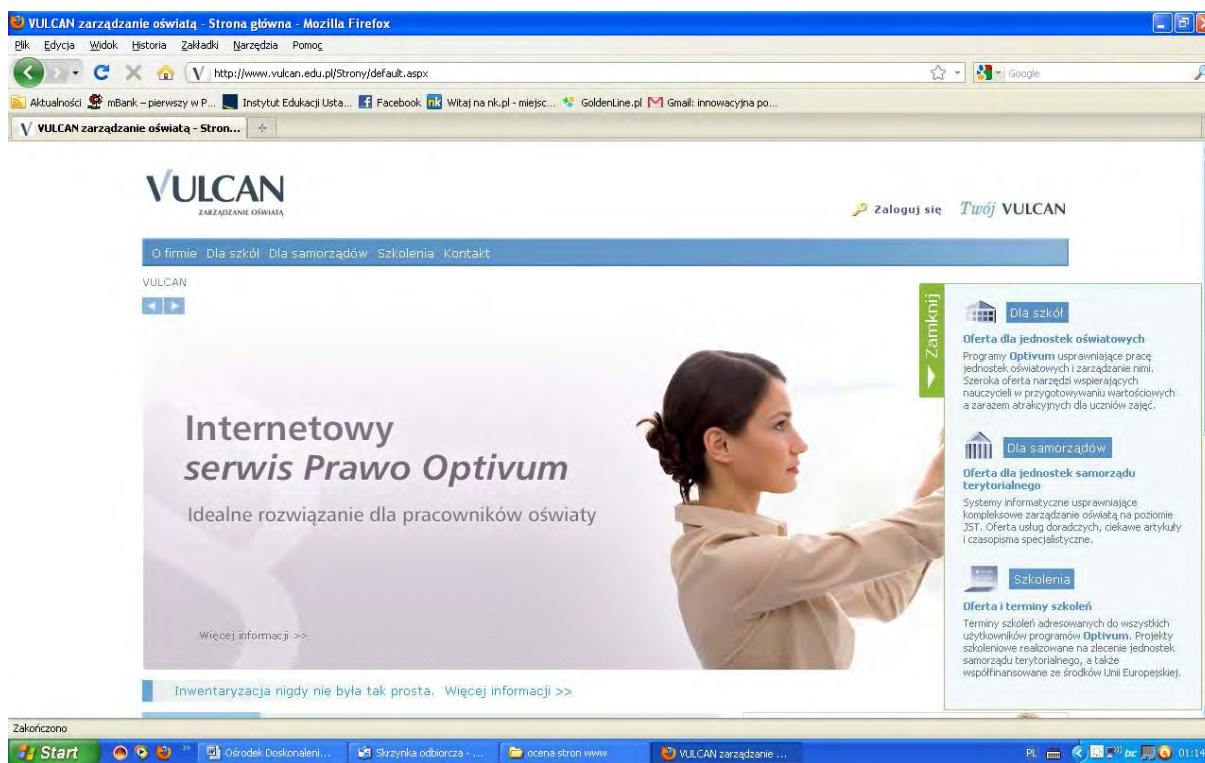 VULCAN zarządzanie oświatą - Strona główna - Mozilla Firefox
Plik Edycja Widok Historia Zakładki Narzędzia Pomoc
http://www.vulcan.edu.pl/Strony/default.aspx
Google
Aktualności mBank – pierwszy w P... Instytut Edukacji Usta... Facebook nk Witaj na nk.pl - miejsc... GoldenLine.pl Gmail: innowacyjna po...
VULCAN zarządzanie oświatą - Stron...
VULCAN
ZARZĄDZANIE OŚWIATĄ
Zaloguj się Twój VULCAN
O firmie Dla szkół Dla samorządów Szkolenia Kontakt
VULCAN
Internetowy
serwis Prawo Optivum
Idealne rozwiązanie dla pracowników oświaty
Więcej informacji >>
Zamknij
Dla szkół
Oferta dla jednostek oświatowych
Programy Optivum usprawniające pracę
jednostek oświatowych i zarządzanie nimi.
Szeroka oferta narzędzi wspierających
nauczycieli w przygotowywaniu wartościowych
a zarazem atrakcyjnych dla uczniów zajęć.
Dla samorządów
Oferta dla jednostek samorządu
terytorialnego
Systemy informatyczne usprawniające
kompleksowe zarządzanie oświatą na poziomie
JST. Oferta usług doradczych, ciekawe artykuły
i czasopisma specjalistyczne.
Szkolenia
Oferta i terminy szkoleń
Terminy szkoleń adresowanych do wszystkich
użytkowników programów Optivum. Projekty
szkoleniowe realizowane na zlecenie jednostek
samorządu terytorialnego, a także
współfinansowane ze środków Unii Europejskiej.
Inwentaryzacja nigdy nie była tak prosta. Więcej informacji >>
Zakończono
Start Ośrodek Doskonaleni... Skrzynka odbiorcza - ... ocena stron www VULCAN zarządzanie ... PL bc 01:14